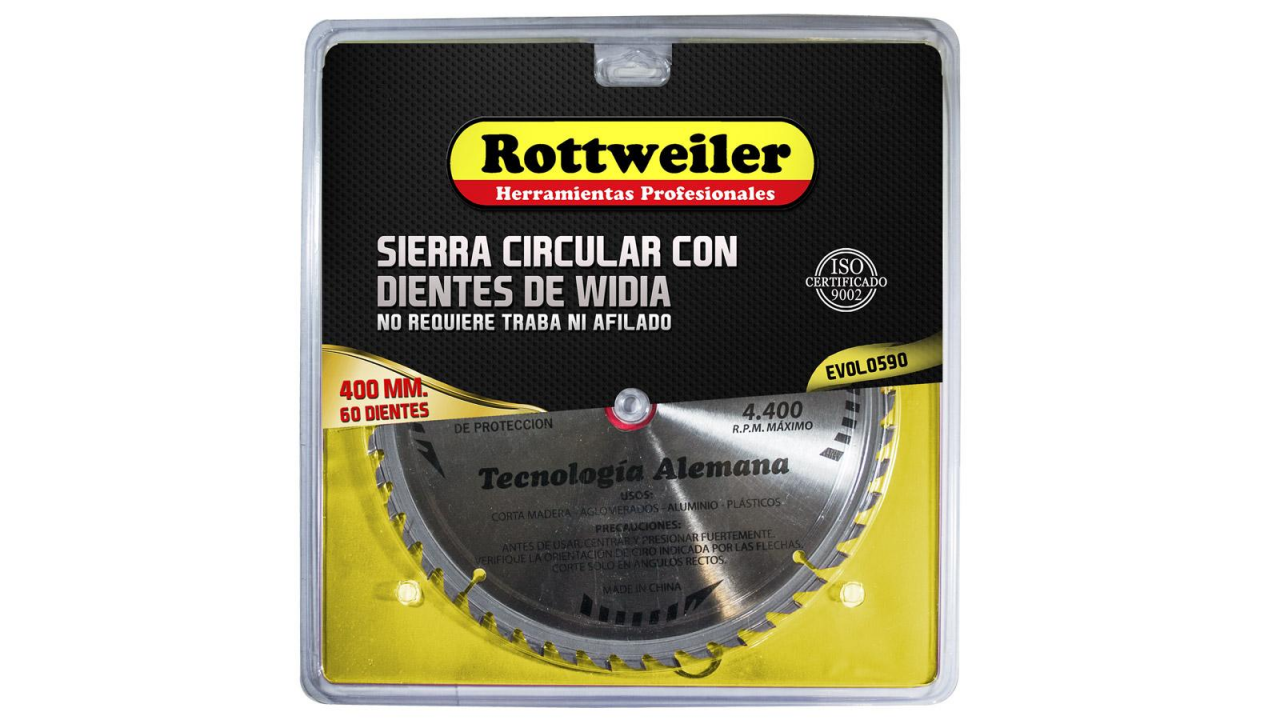 Rottweiler
Herramientas Profesionales
SIERRA CIRCULAR CON
DIENTES DE WIDIA
NO REQUIERE TRABA NI AFILADO
ISO
CERTIFICADO
9002
EVOL0590
400 MM.
60 DIENTES
DE PROTECCION
4.400
R.P.M. MÁXIMO
Tecnología Alemana
USOS:
CORTA MADERA - AGLOMERADOS - ALUMINIO - PLÁSTICOS
PRECAUCIONES:
ANTES DE USAR, CENTRAR Y PRESIONAR FUERTEMENTE.
VERIFIQUE LA ORIENTACIÓN DE GIRO INDICADA POR LAS FLECHAS.
CORTE SOLO EN ANGULOS RECTOS.
MADE IN CHINA